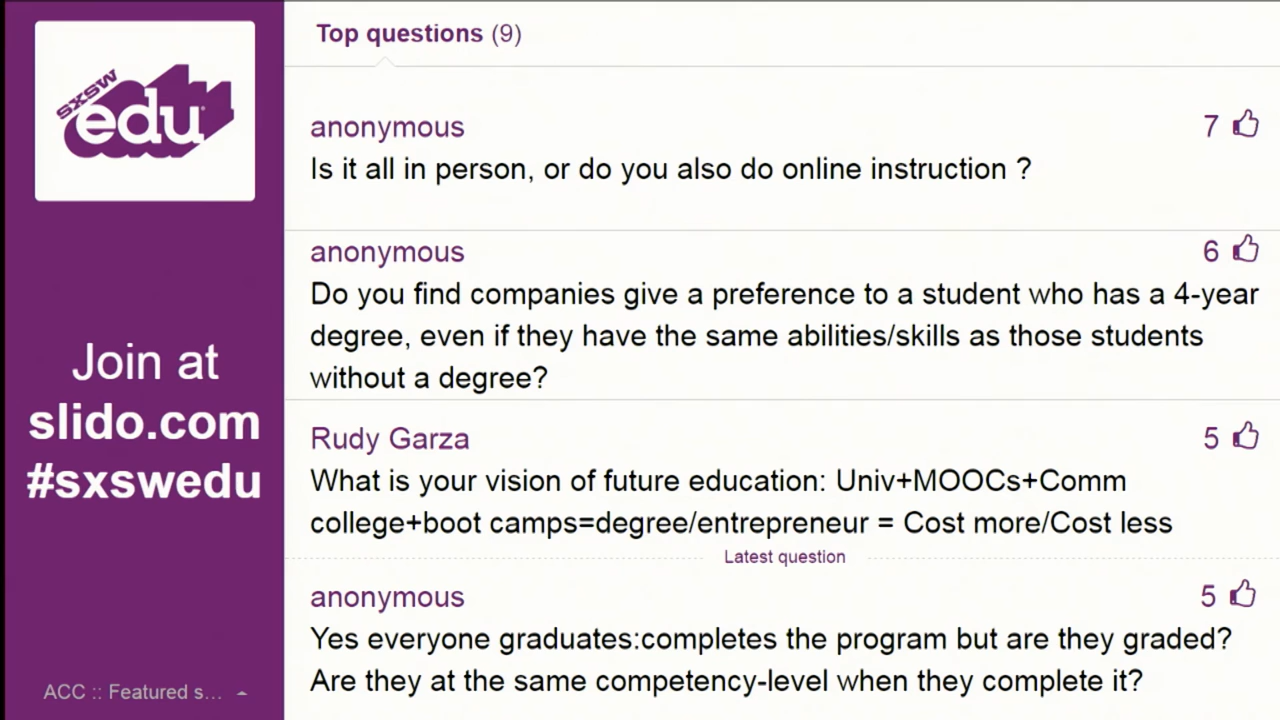 sxsw
edu
Join at
slido.com
#sxswedu
ACC :: Featured s...
Top questions (9)
anonymous
7
Is it all in person, or do you also do online instruction ?
anonymous
6
Do you find companies give a preference to a student who has a 4-year
degree, even if they have the same abilities/skills as those students
without a degree?
Rudy Garza
5
What is your vision of future education: Univ+MOOCs+Comm
college+boot camps=degree/entrepreneur = Cost more/Cost less
Latest question
anonymous
5
Yes everyone graduates:completes the program but are they graded?
Are they at the same competency-level when they complete it?